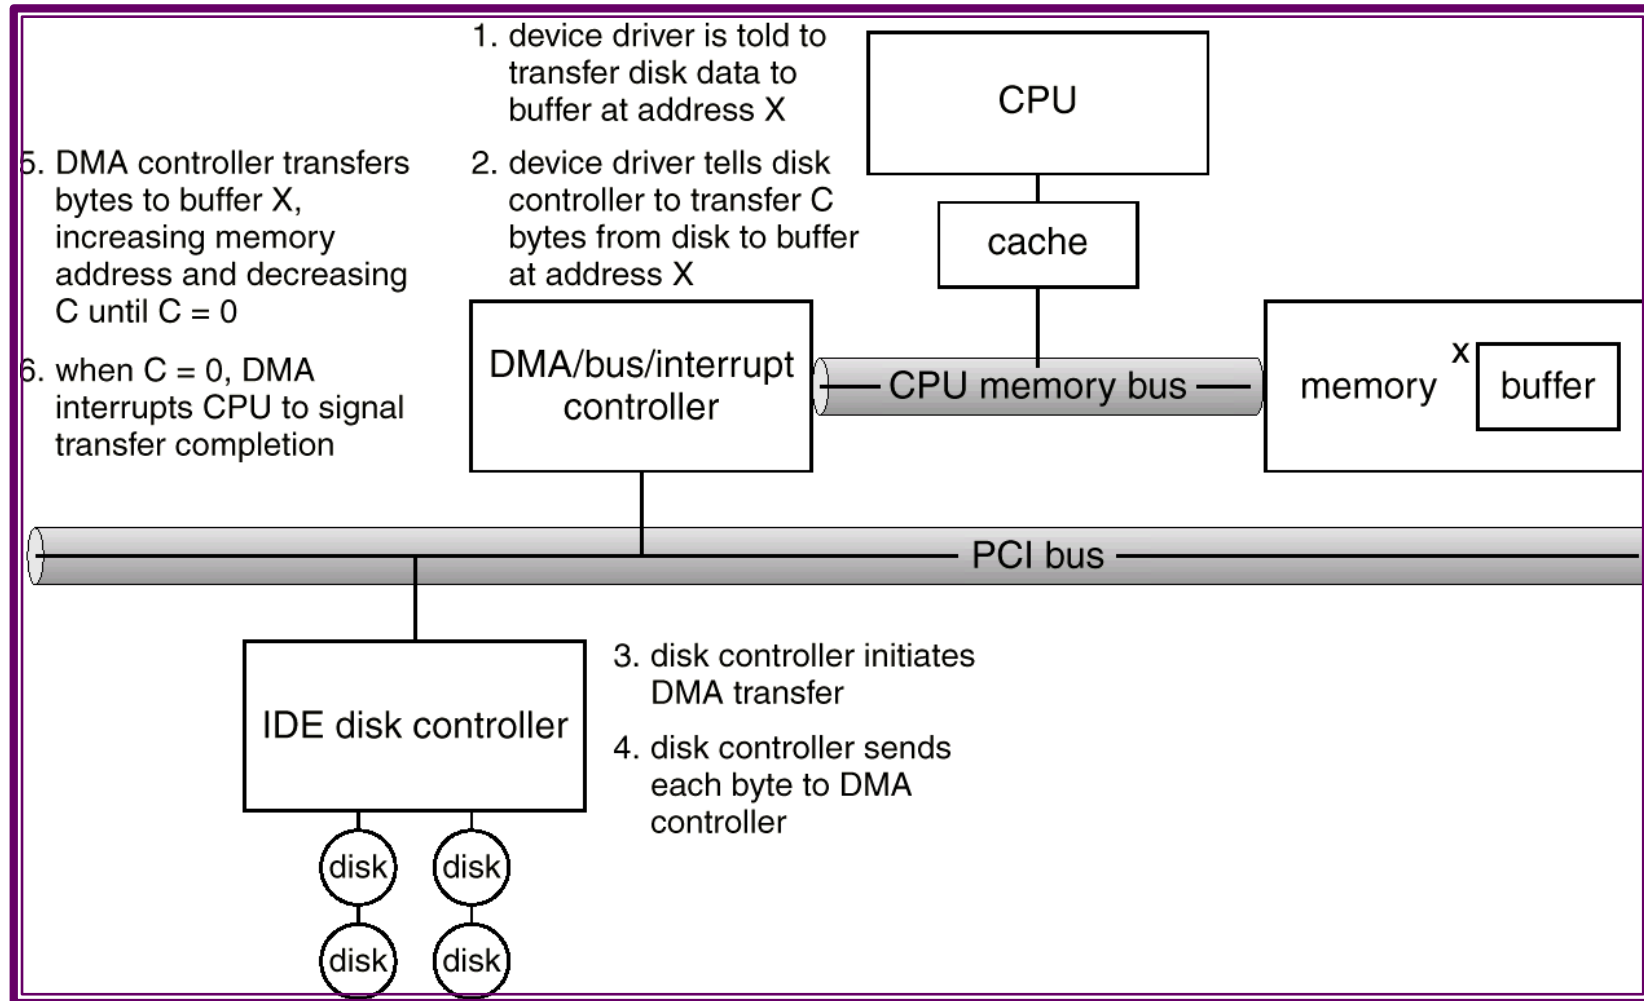 1. device driver is told to
transfer disk data to
buffer at address X
2. device driver tells disk
controller to transfer C
bytes from disk to buffer
at address X
5. DMA controller transfers
bytes to buffer X,
increasing memory
address and decreasing
C until C = 0
6. when C = 0, DMA
interrupts CPU to signal
transfer completion
CPU
cache
DMA/bus/interrupt
controller
CPU memory bus
memory
x
buffer
PCI bus
IDE disk controller
3. disk controller initiates
DMA transfer
4. disk controller sends
each byte to DMA
controller
disk
disk
disk
disk